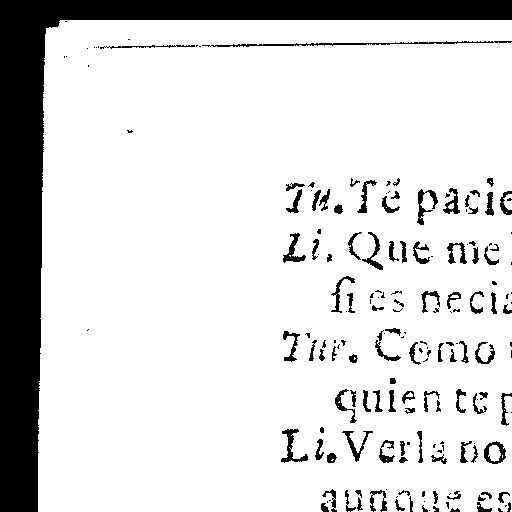 Tu. Tẽ pacie
Li. Que me
ſi es necia
Tur. Como
quien te p
Li. Verla no
aunque es